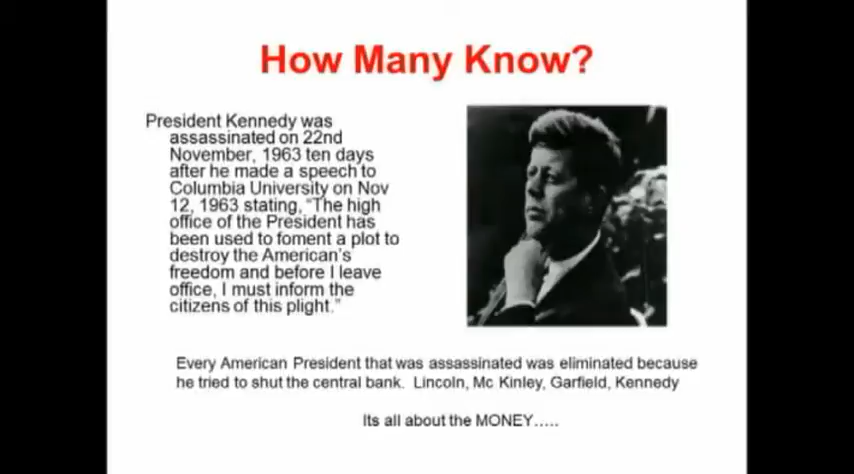 How Many Know?
President Kennedy was
assassinated on 22nd
November, 1963 ten days
after he made a speech to
Columbia University on Nov
12, 1963 stating, “The high
office of the President has
been used to foment a plot to
destroy the American’s
freedom and before I leave
office, I must inform the
citizens of this plight.”
Every American President that was assassinated was eliminated because
he tried to shut the central bank. Lincoln, Mc Kinley, Garfield, Kennedy
Its all about the MONEY…..